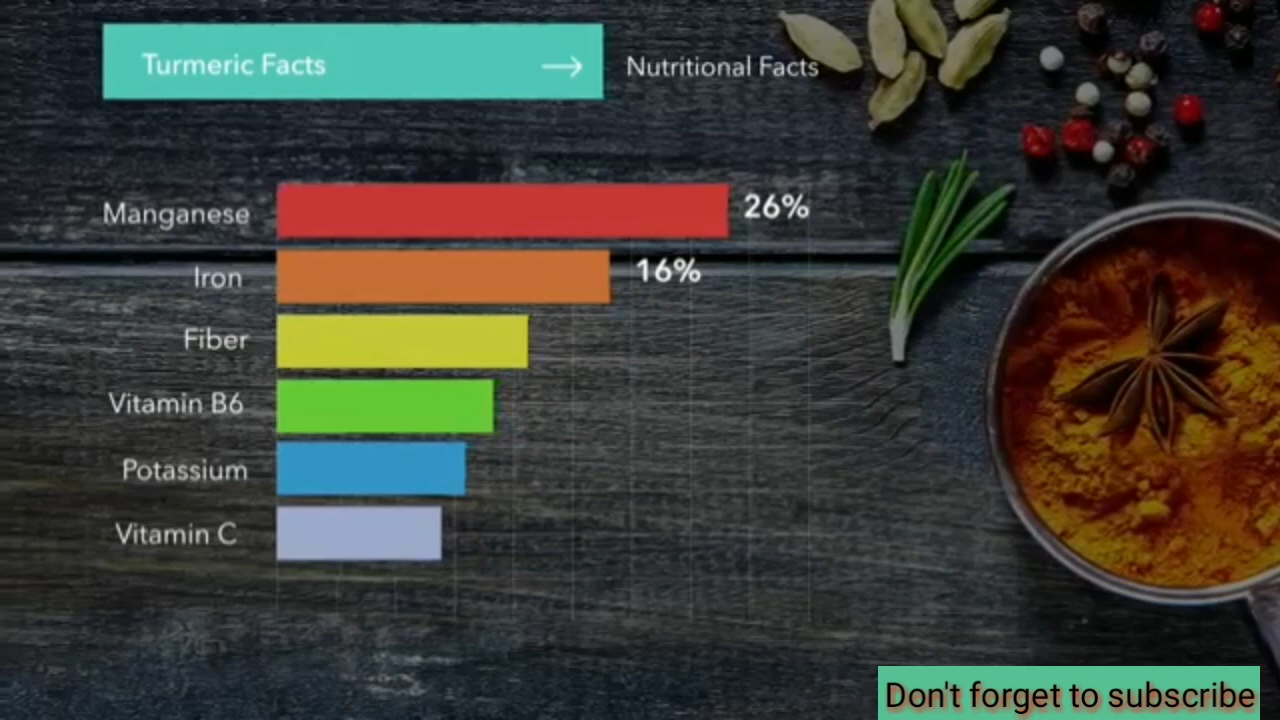 Turmeric Facts → Nutritional Facts
Manganese 26%
Iron 16%
Fiber
Vitamin B6
Potassium
Vitamin C
Don't forget to subscribe